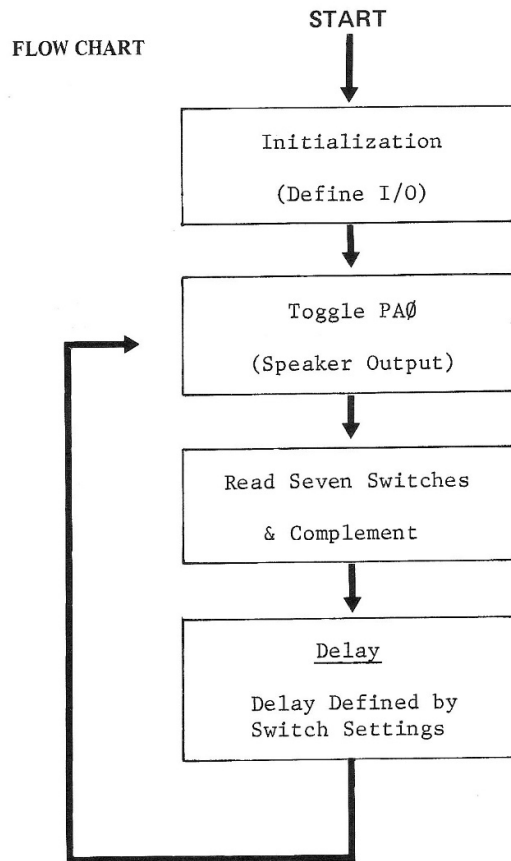 START
FLOW CHART
Initialization
(Define I/O)
Toggle PAØ
(Speaker Output)
Read Seven Switches
& Complement
Delay
Delay Defined by
Switch Settings